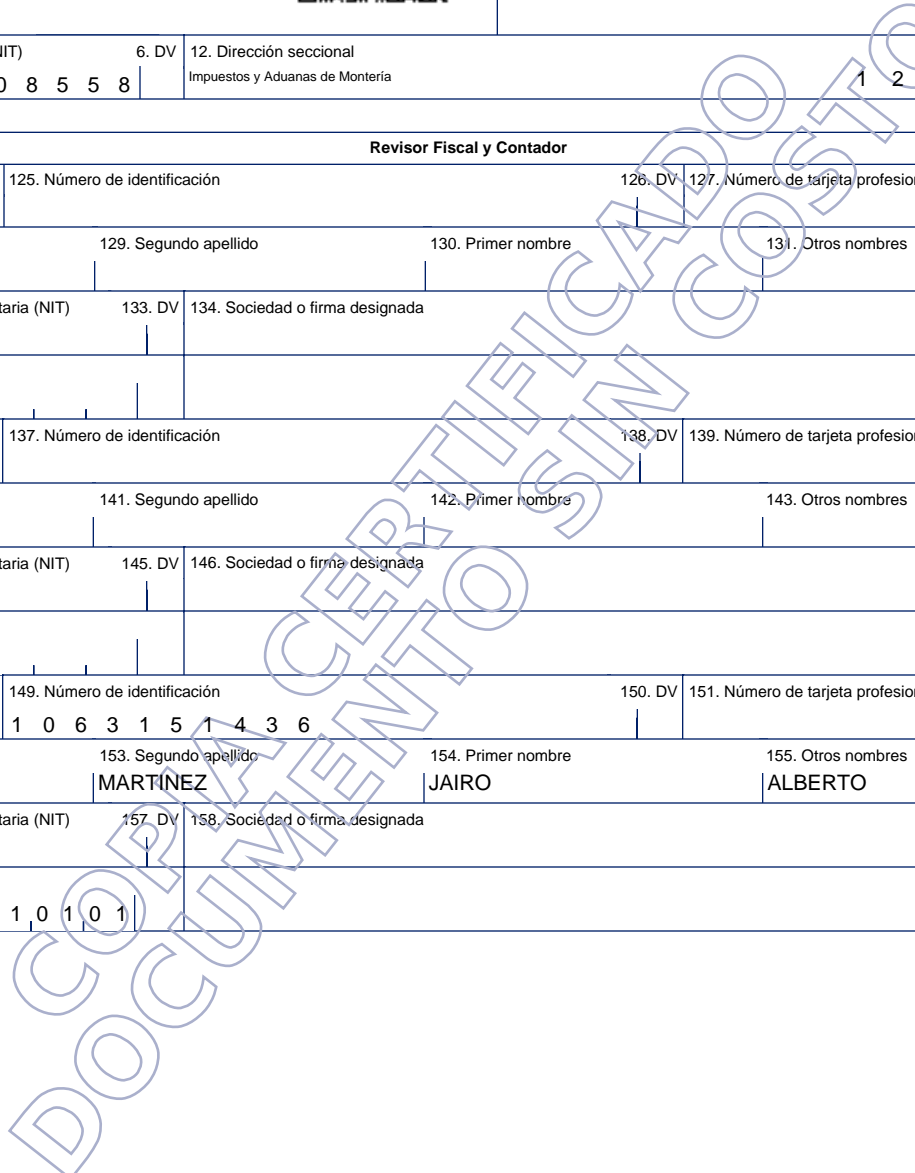 NIT) 6. DV 12. Dirección seccional
0 8 5 5 8 Impuestos y Aduanas de Montería 1 2
Revisor Fiscal y Contador
125. Número de identificación 126. DV 127. Número de tarjeta profesion
129. Segundo apellido 130. Primer nombre 131. Otros nombres
taria (NIT) 133. DV 134. Sociedad o firma designada
137. Número de identificación 138. DV 139. Número de tarjeta profesion
141. Segundo apellido 142. Primer nombre 143. Otros nombres
taria (NIT) 145. DV 146. Sociedad o firma designada
149. Número de identificación 150. DV 151. Número de tarjeta profesion
1 0 6 3 1 5 1 4 3 6
153. Segundo apellido 154. Primer nombre 155. Otros nombres
MARTINEZ JAIRO ALBERTO
taria (NIT) 157. DV 158. Sociedad o firma designada
1 0 1 0 1
COPIA CERTIFICADO
DOCUMENTO SIN COSTO